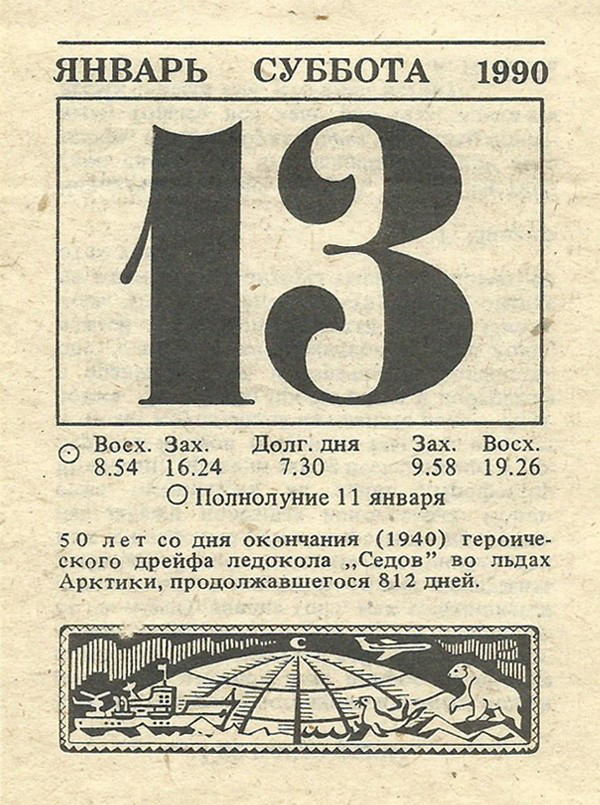 ЯНВАРЬ СУББОТА 1990
13
Восх. Зах. Долг. дня Зах. Восх.
8.54 16.24 7.30 9.58 19.26
Полнолуние 11 января
50 лет со дня окончания (1940) героиче-
ского дрейфа ледокола „Седов” во льдах
Арктики, продолжавшегося 812 дней.